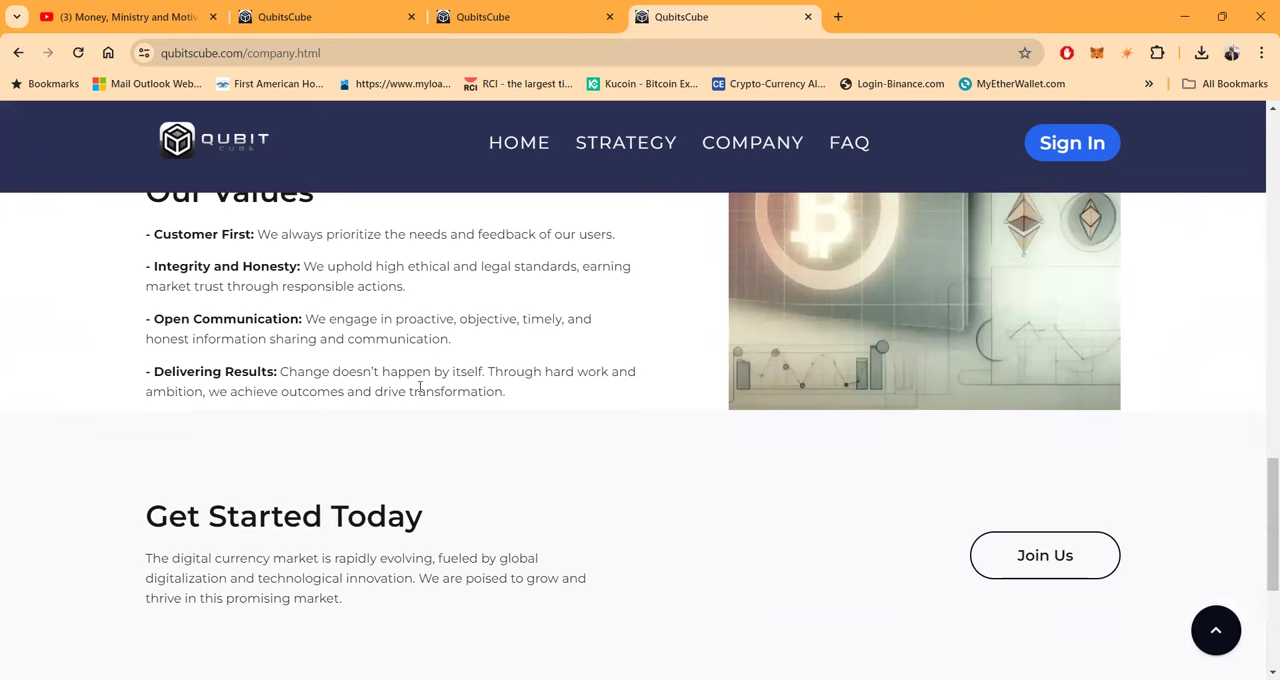 (3) Money, Ministry and Motiv
QubitsCube
QubitsCube
QubitsCube
qubitscube.com/company.html
Bookmarks
Mail Outlook Web...
First American Ho...
https://www.myloa...
RCI - the largest ti...
Kucoin - Bitcoin Ex...
Crypto-Currency Al...
Login-Binance.com
MyEtherWallet.com
All Bookmarks
QUBIT
CUBE
HOME
STRATEGY
COMPANY
FAQ
Sign In
Our Values
- Customer First: We always prioritize the needs and feedback of our users.
- Integrity and Honesty: We uphold high ethical and legal standards, earning
market trust through responsible actions.
- Open Communication: We engage in proactive, objective, timely, and
honest information sharing and communication.
- Delivering Results: Change doesn't happen by itself. Through hard work and
ambition, we achieve outcomes and drive transformation.
Get Started Today
The digital currency market is rapidly evolving, fueled by global
digitalization and technological innovation. We are poised to grow and
thrive in this promising market.
Join Us